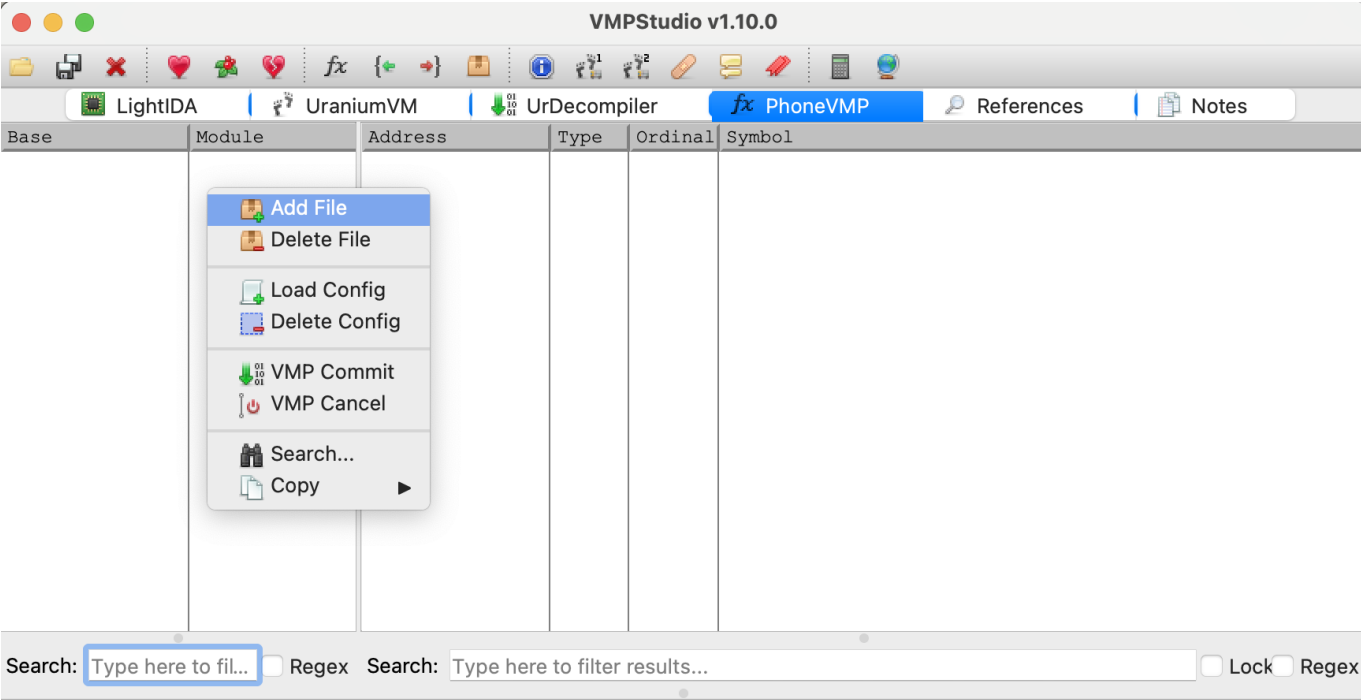 VMPStudio v1.10.0
fx
LightIDA UraniumVM UrDecompiler PhoneVMP References Notes
Base Module Address Type Ordinal Symbol
Add File
Delete File
Load Config
Delete Config
VMP Commit
VMP Cancel
Search...
Copy
Search: Type here to fil... Regex Search: Type here to filter results... Lock Regex